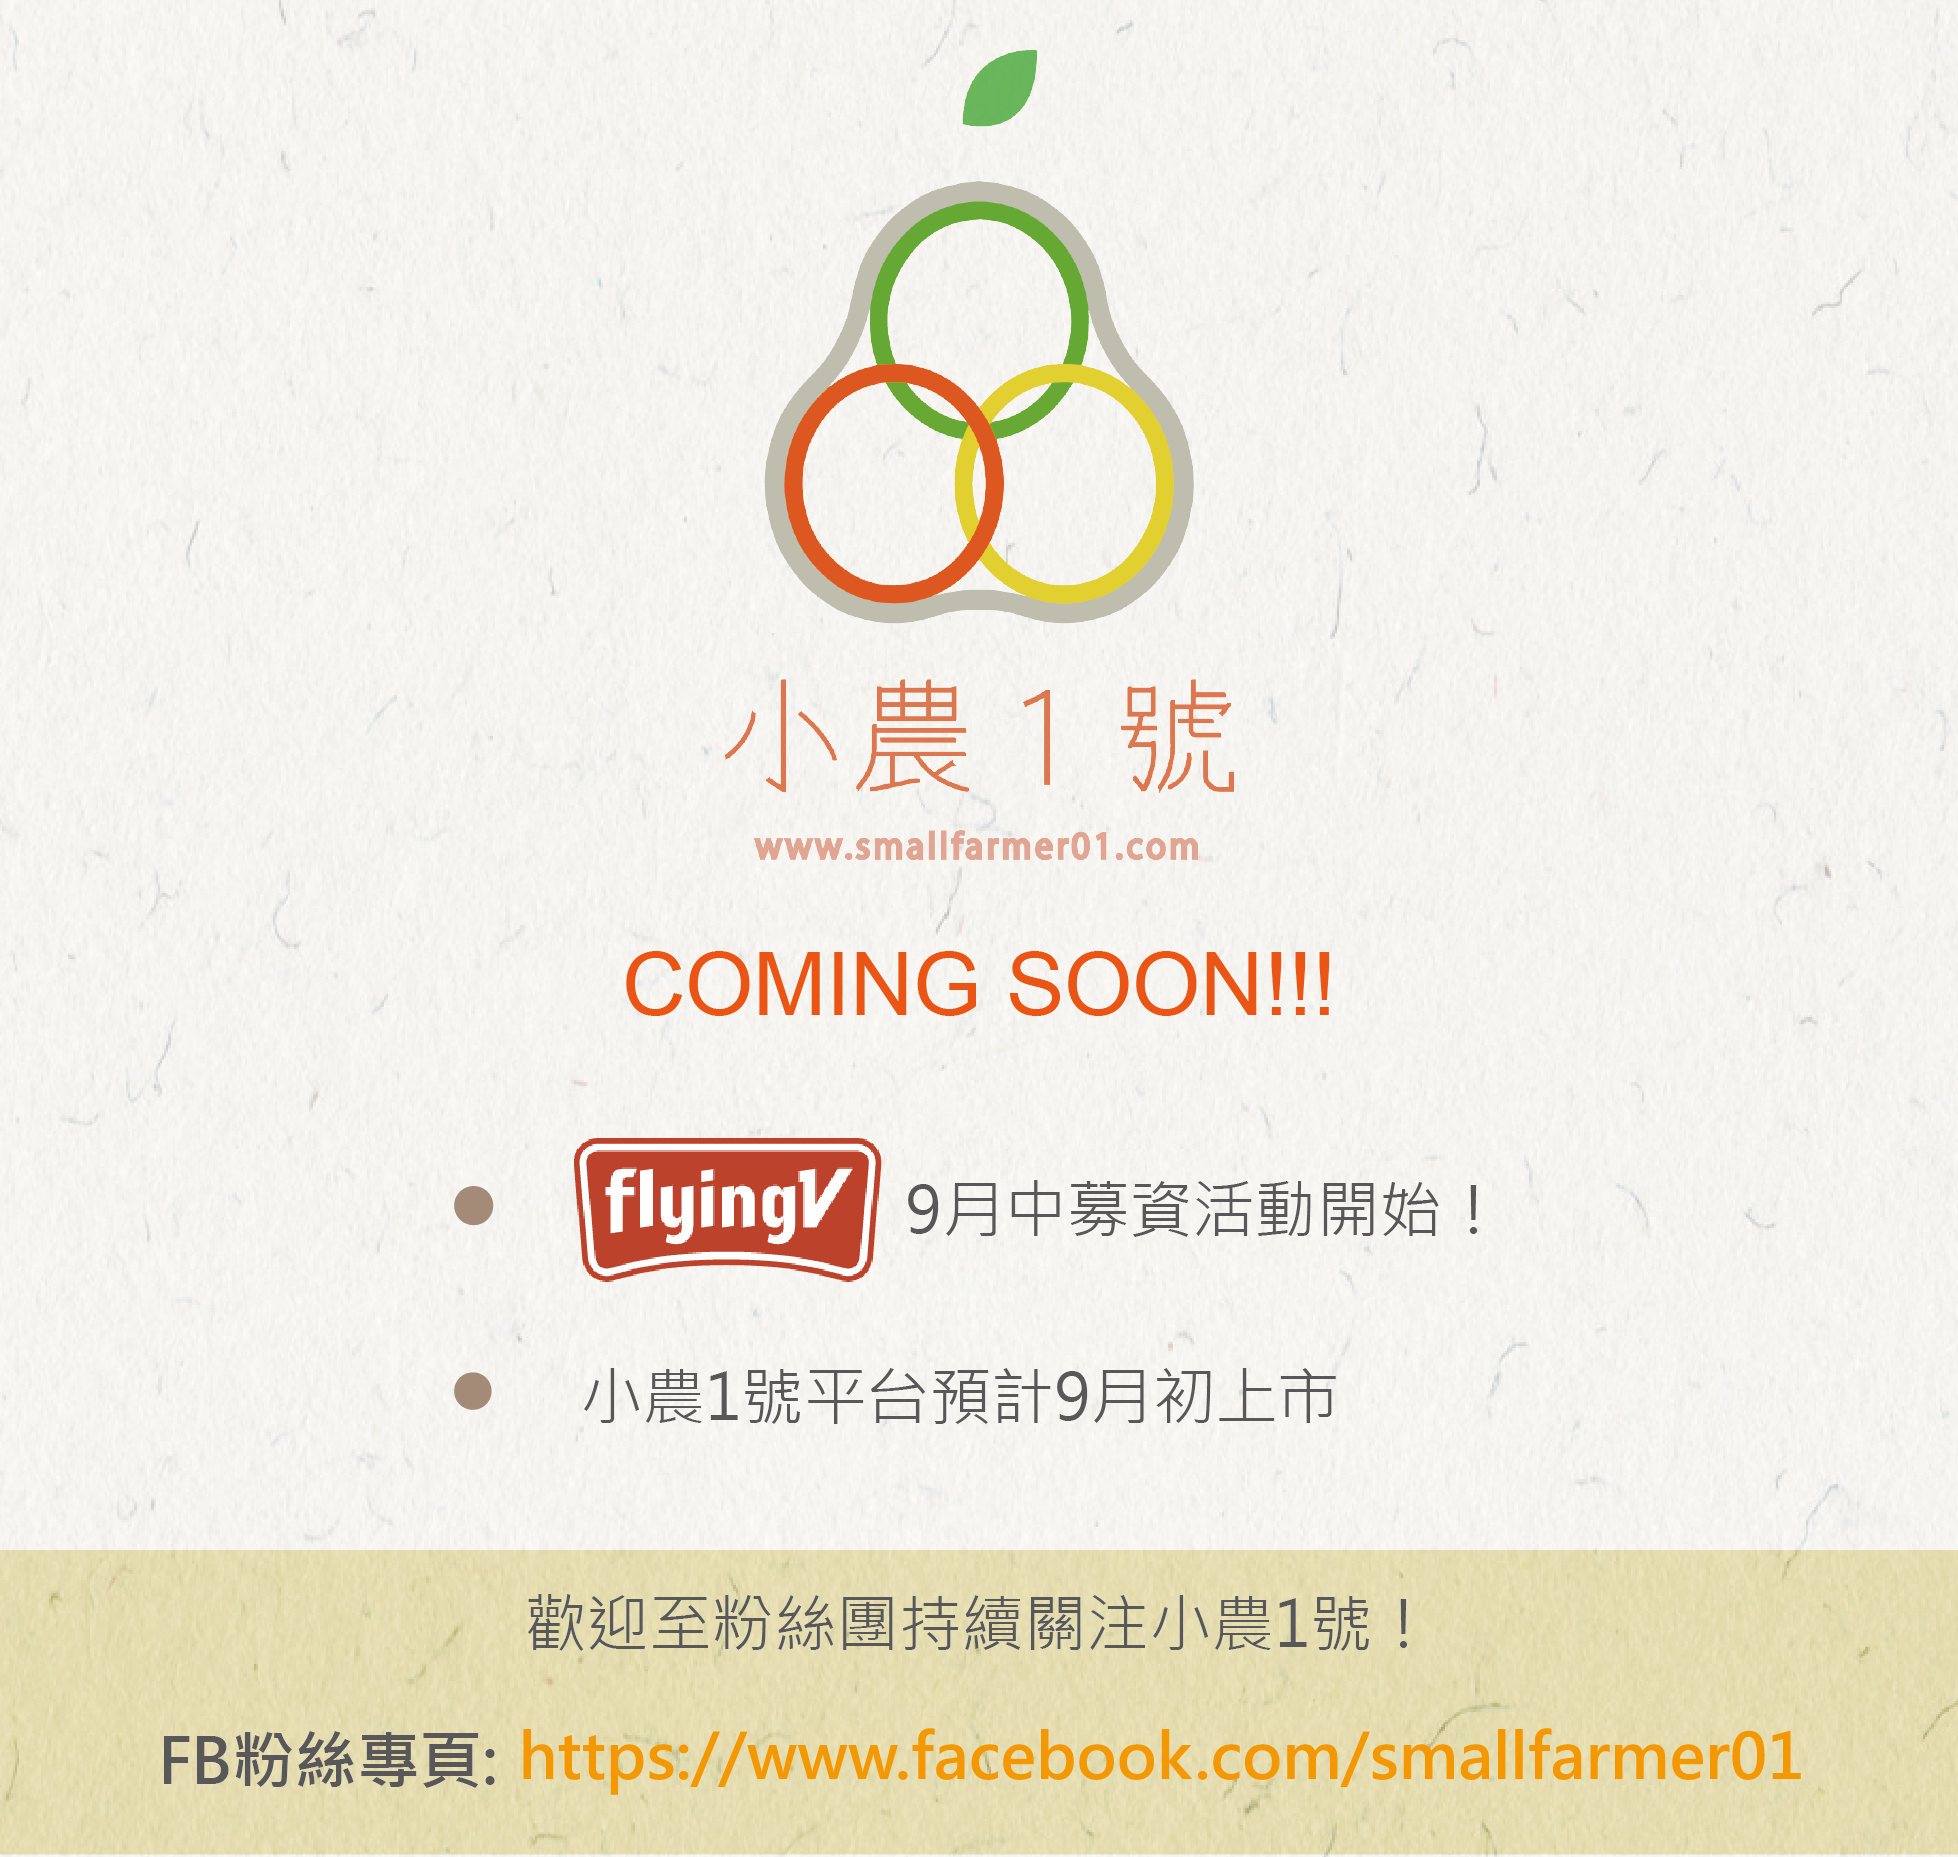 小農１號
www.smallfarmer01.com
COMING SOON!!!
flyingV 9月中募資活動開始！
小農1號平台預計9月初上市
歡迎至粉絲團持續關注小農1號！
FB粉絲專頁: https://www.facebook.com/smallfarmer01